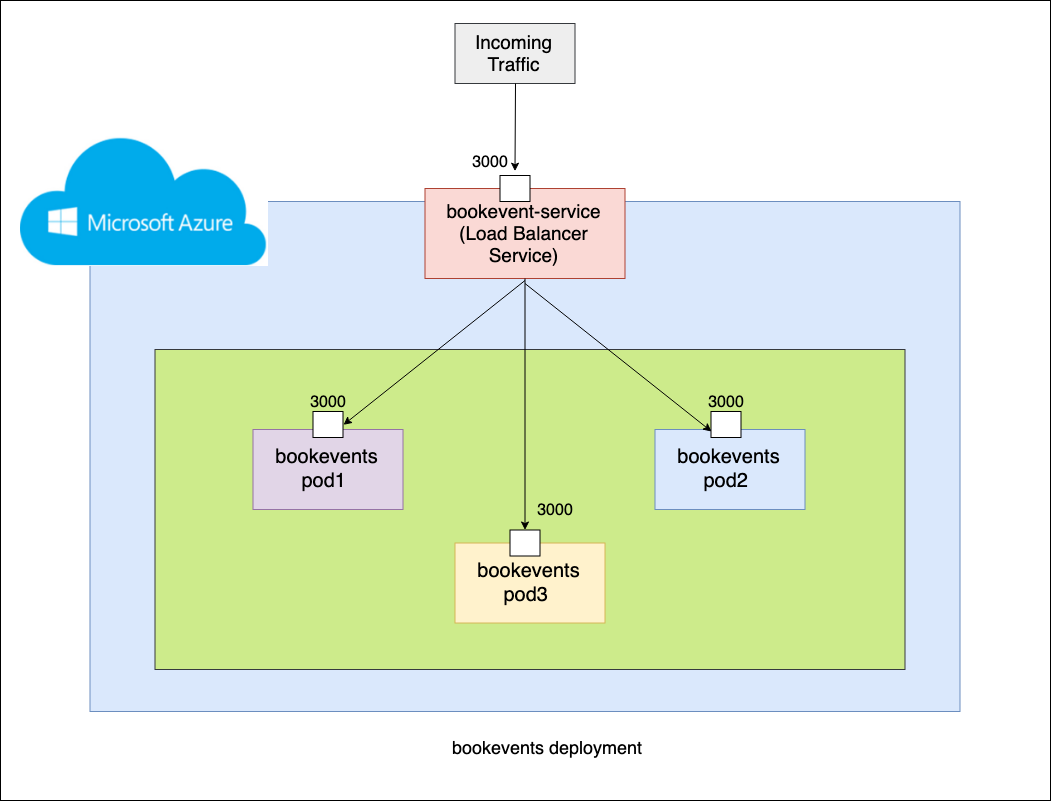 Incoming
Traffic
3000
Microsoft Azure
bookevent-service
(Load Balancer
Service)
3000
3000
bookevents
pod1
bookevents
pod2
3000
bookevents
pod3
bookevents deployment